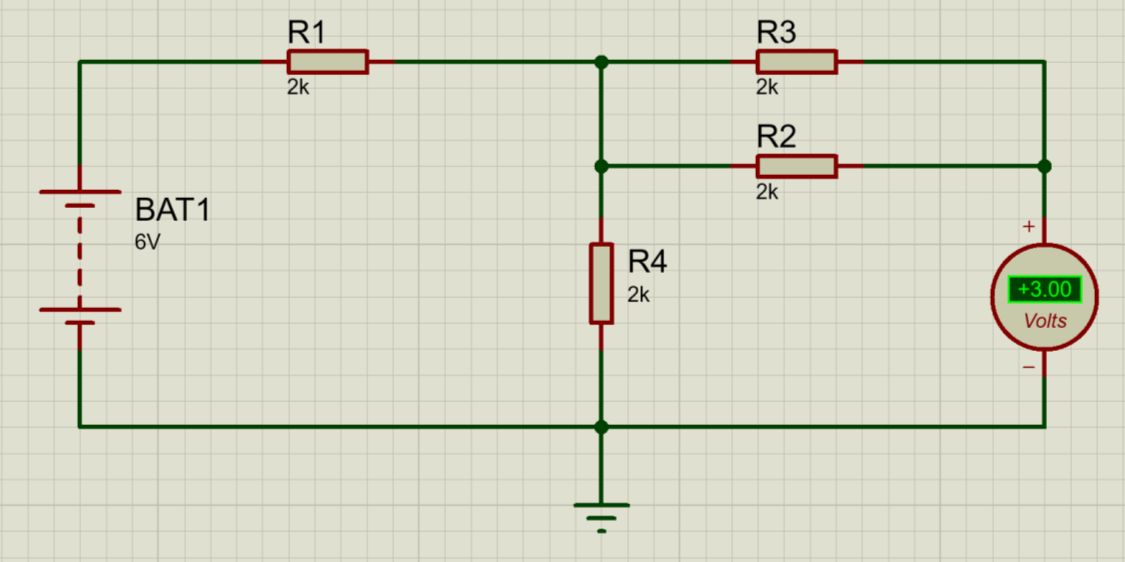 R1
2k
R3
2k
R2
2k
BAT1
6V
R4
2k
+
+3.00
Volts
−